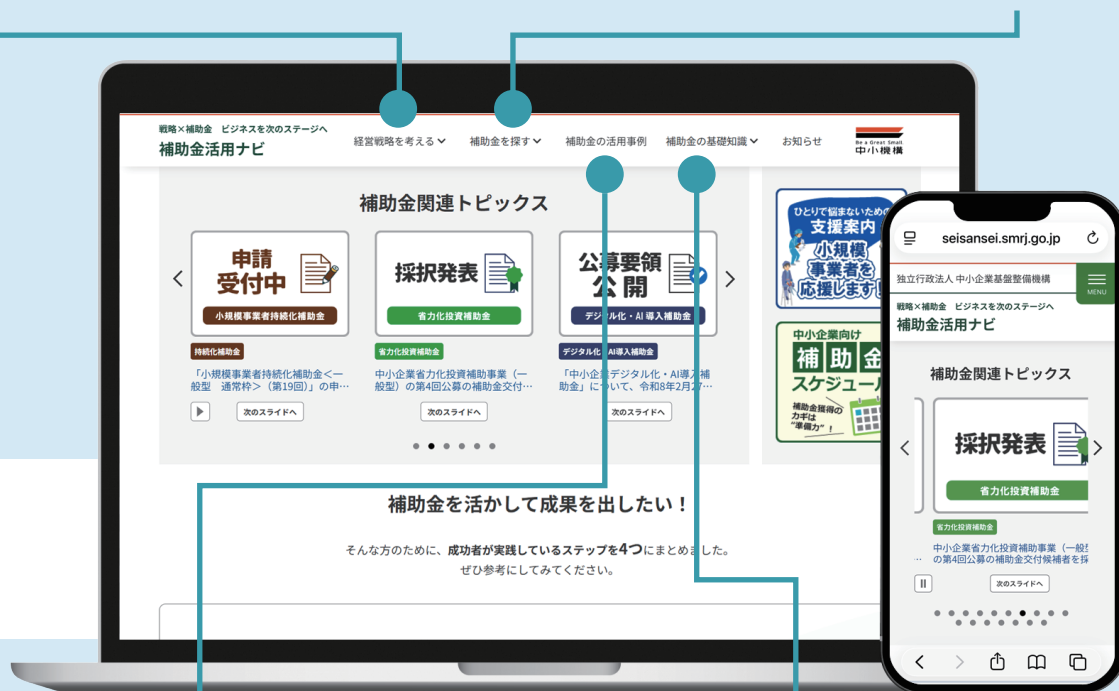 戦略×補助金 ビジネスを次のステージへ
補助金活用ナビ
経営戦略を考える
補助金を探す
補助金の活用事例
補助金の基礎知識
お知らせ
Be a Great Small
中小機構
補助金関連トピックス
申請
受付中
小規模事業者持続化補助金
持続化補助金
「小規模事業者持続化補助金＜一
般型 通常枠＞（第19回）」の申…
次のスライドへ
採択発表
省力化投資補助金
省力化投資補助金
中小企業省力化投資補助事業（一
般型）の第4回公募の補助金交付…
次のスライドへ
公募要領
公開
デジタル化・AI導入補助金
デジタル化・AI導入補助金
「中小企業デジタル化・AI導入補
助金」について、令和8年2月27…
次のスライドへ
ひとりで悩まないための
支援案内
小規模
事業者を
応援します!
中小企業向け
補助金
スケジュール
補助金獲得の
カギは
"準備力"！
補助金を活かして成果を出したい！
そんな方のために、成功者が実践しているステップを4つにまとめました。
ぜひ参考にしてみてください。
seisansei.smrj.go.jp
独立行政法人 中小企業基盤整備機構
MENU
戦略×補助金 ビジネスを次のステージへ
補助金活用ナビ
補助金関連トピックス
採択発表
省力化投資補助金
省力化投資補助金
中小企業省力化投資補助事業（一般型
… の第4回公募の補助金交付候補者を採
次のスライドへ